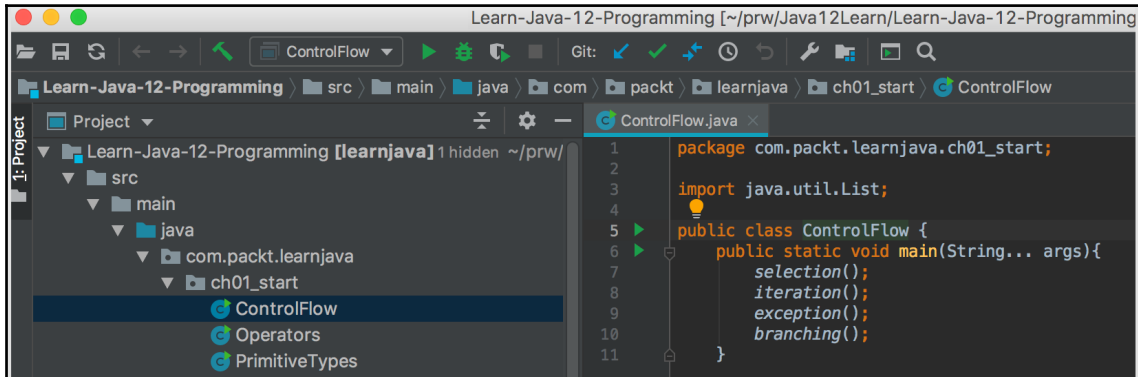 Learn-Java-12-Programming [~/prw/Java12Learn/Learn-Java-12-Programming
ControlFlow Git:
Learn-Java-12-Programming src main java com packt learnjava ch01_start ControlFlow
1: Project
Project
Learn-Java-12-Programming [learnjava] 1 hidden ~/prw/
src
main
java
com.packt.learnjava
ch01_start
ControlFlow
Operators
PrimitiveTypes
ControlFlow.java
1 package com.packt.learnjava.ch01_start;
2
3 import java.util.List;
4
5 public class ControlFlow {
6 public static void main(String... args){
7 selection();
8 iteration();
9 exception();
10 branching();
11 }